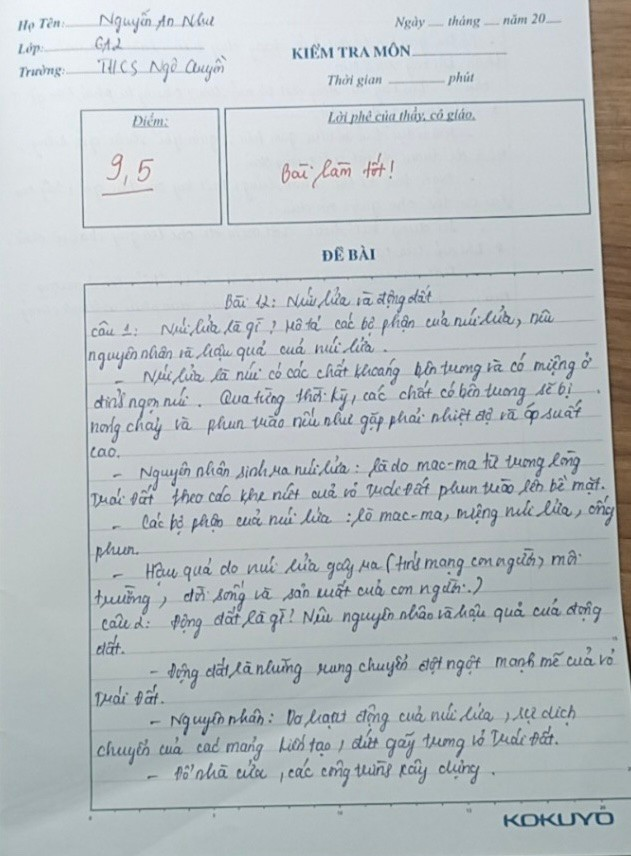 Họ Tên: Nguyễn An Như
Ngày ___ tháng ___ năm 20___
Lớp: 6A2
KIỂM TRA MÔN
Trường: THCS Ngô Quyền
Thời gian ______ phút
Điểm:
Lời phê của thầy, cô giáo.
9,5
Bài làm tốt!
ĐỀ BÀI
Bài 12: Núi lửa và động đất
câu 1: Núi lửa là gì? Mô tả các bộ phận của núi lửa, nêu
nguyên nhân và hậu quả của núi lửa.
- Núi lửa là núi có các chất khoáng bên trong và có miệng ở
đỉnh ngọn núi. Qua từng thời kỳ, các chất có bên trong sẽ bị
nóng chảy và phun trào nếu như gặp phải nhiệt độ và áp suất
cao.
- Nguyên nhân sinh ra núi lửa: là do mac-ma từ trong lòng
Trái Đất theo các khe nứt của vỏ Trái Đất phun trào lên bề mặt.
- Các bộ phận của núi lửa: lò mac-ma, miệng núi lửa, ống
phun.
- Hậu quả do núi lửa gây ra (tính mạng con người, môi
trường, đời sống và sản xuất của con người.)
câu 2: Động đất là gì? Nêu nguyên nhân và hậu quả của động
đất.
- Động đất là những rung chuyển đột ngột mạnh mẽ của vỏ
Trái Đất.
- Nguyên nhân: Do hoạt động của núi lửa, sự dịch
chuyển của các mảng kiến tạo, đứt gãy trong vỏ Trái Đất.
- Đổ nhà cửa, các công trình xây dựng.
KOKUYO